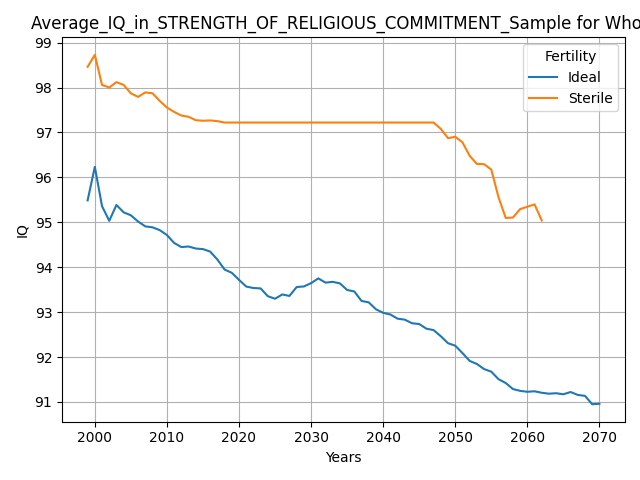 Average_IQ_in_STRENGTH_OF_RELIGIOUS_COMMITMENT_Sample for Who
Fertility
Ideal
Sterile
99
98
97
96
95
94
93
92
91
IQ
2000
2010
2020
2030
2040
2050
2060
2070
Years